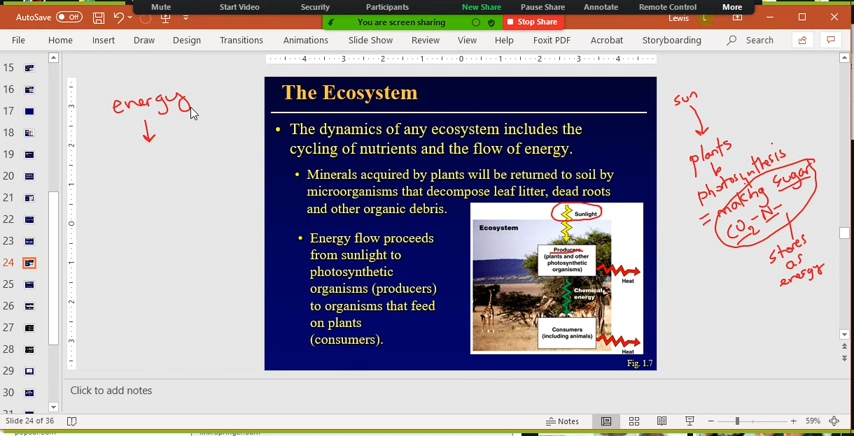 Mute
Start Video
Security
Participants
New Share
Pause Share
Annotate
Remote Control
More
AutoSave Off
You are screen sharing
Stop Share
Lewis
L
File
Home
Insert
Draw
Design
Transitions
Animations
Slide Show
Review
View
Help
Foxit PDF
Acrobat
Storyboarding
Search
15
16
17
18
19
20
21
22
23
24
25
26
27
28
29
30
energy
The Ecosystem
• The dynamics of any ecosystem includes the
cycling of nutrients and the flow of energy.
• Minerals acquired by plants will be returned to soil by
microorganisms that decompose leaf litter, dead roots
and other organic debris.
• Energy flow proceeds
from sunlight to
photosynthetic
organisms (producers)
to organisms that feed
on plants
(consumers).
Sunlight
Ecosystem
Producers
(plants and other
photosynthetic
organisms)
Heat
Chemical
energy
Consumers
(including animals)
Heat
Fig. 1.7
sun
plants
photosynthesis
= making sugar
CO2-N-
stores
as
energy
Click to add notes
Slide 24 of 36
Notes
59%